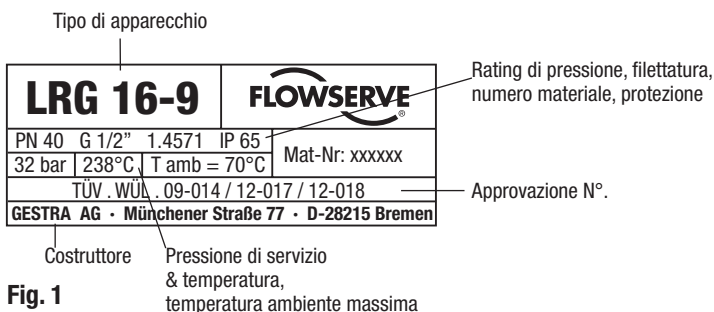 Tipo di apparecchio
LRG 16-9
FLOWSERVE
®
Rating di pressione, filettatura,
numero materiale, protezione
PN 40 G 1/2” 1.4571 IP 65
32 bar 238°C T amb = 70°C
Mat-Nr: xxxxxx
TÜV . WÜL . 09-014 / 12-017 / 12-018
Approvazione N°.
GESTRA AG · Münchener Straße 77 · D-28215 Bremen
Costruttore
Pressione di servizio
& temperatura,
temperatura ambiente massima
Fig. 1